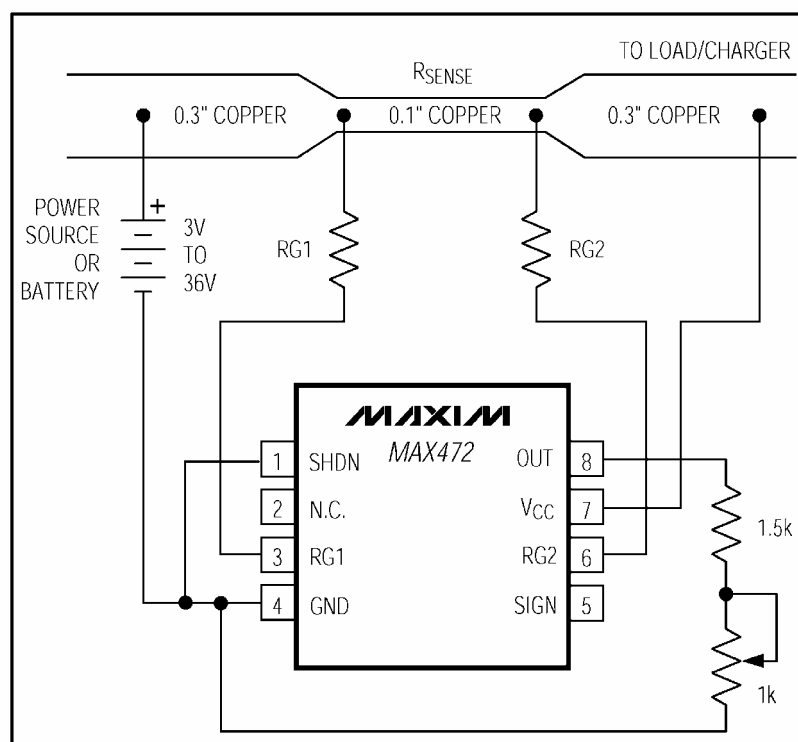 TO LOAD/CHARGER
RSENSE
0.3" COPPER
0.1" COPPER
0.3" COPPER
POWER
SOURCE
OR
BATTERY
+
3V
TO
36V
RG1
RG2
MAXIM
MAX472
1
SHDN
2
N.C.
3
RG1
4
GND
OUT
8
VCC
7
RG2
6
SIGN
5
1.5k
1k